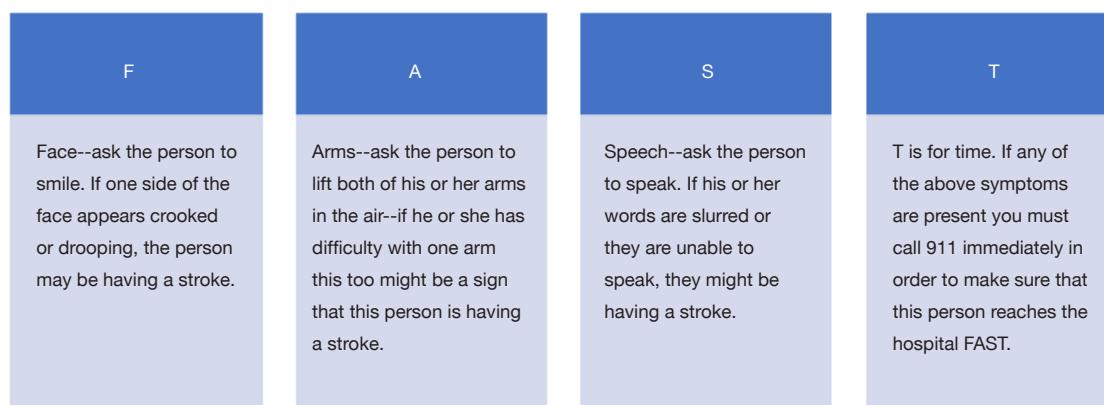 F
Face--ask the person to
smile. If one side of the
face appears crooked
or drooping, the person
may be having a stroke.
A
Arms--ask the person to
lift both of his or her arms
in the air--if he or she has
difficulty with one arm
this too might be a sign
that this person is having
a stroke.
S
Speech--ask the person
to speak. If his or her
words are slurred or
they are unable to
speak, they might be
having a stroke.
T
T is for time. If any of
the above symptoms
are present you must
call 911 immediately in
order to make sure that
this person reaches the
hospital FAST.